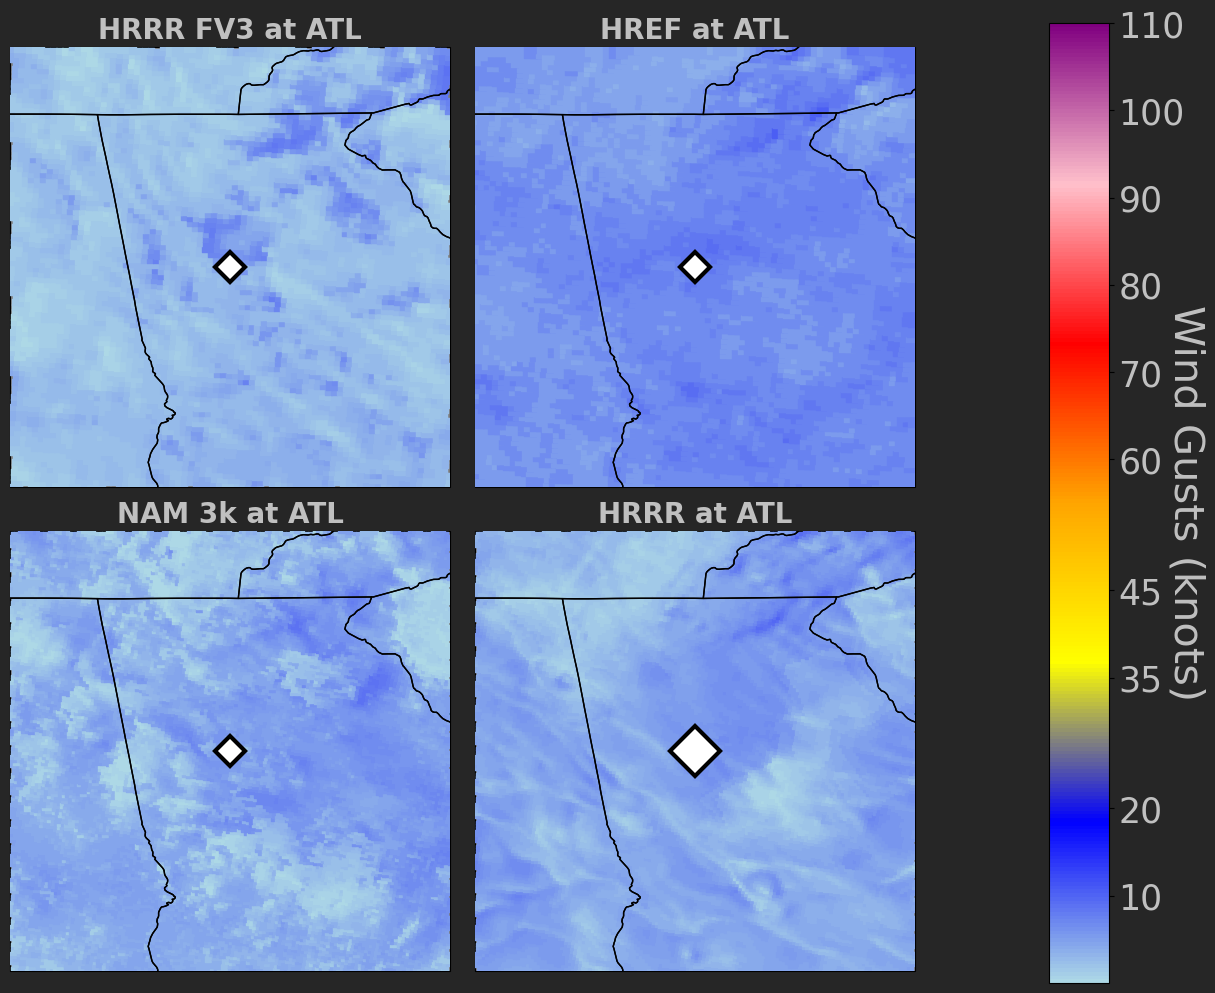 HRRR FV3 at ATL
HREF at ATL
NAM 3k at ATL
HRRR at ATL
110
100
90
80
70
60
45
35
20
10
Wind Gusts (knots)